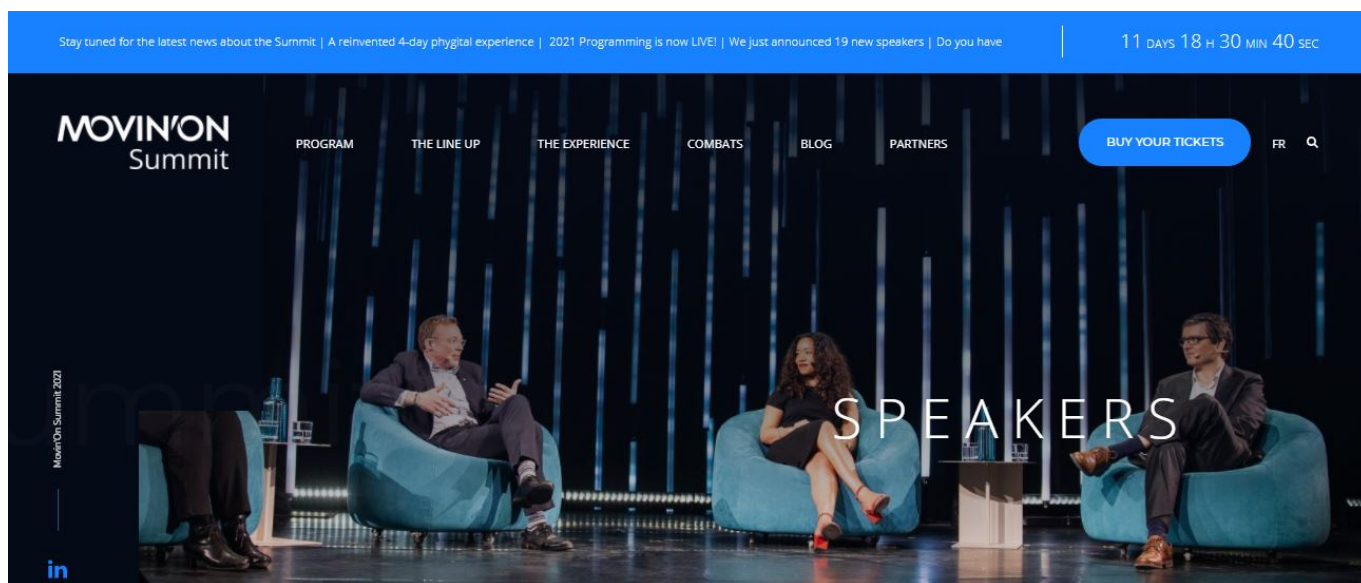 Stay tuned for the latest news about the Summit | A reinvented 4-day phygital experience | 2021 Programming is now LIVE! | We just announced 19 new speakers | Do you have
11 DAYS 18 H 30 MIN 40 SEC
MOVIN'ON
Summit
PROGRAM
THE LINE UP
THE EXPERIENCE
COMBATS
BLOG
PARTNERS
BUY YOUR TICKETS
FR
SPEAKERS
Movin'On Summit 2021
in